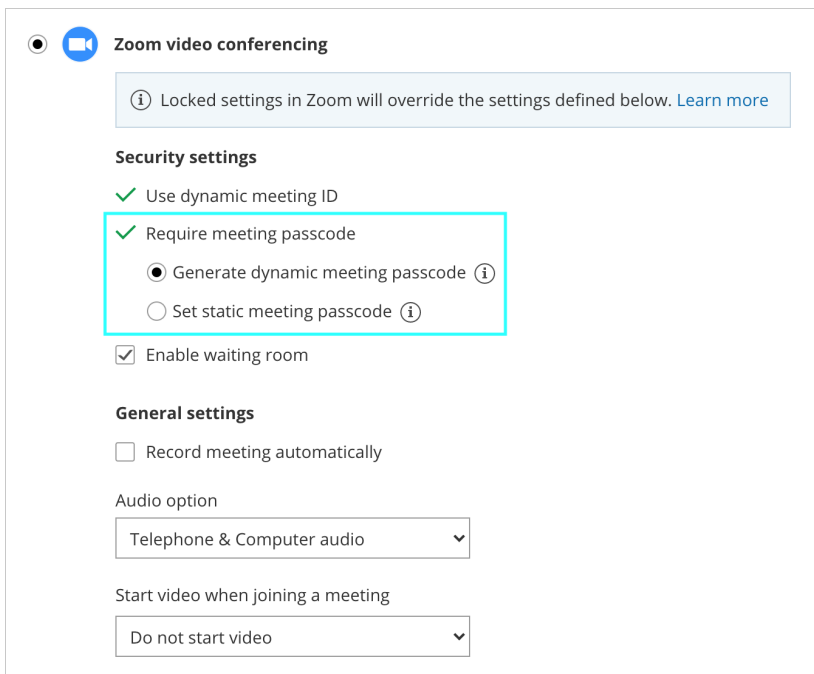 Zoom video conferencing
Locked settings in Zoom will override the settings defined below. Learn more
Security settings
Use dynamic meeting ID
Require meeting passcode
Generate dynamic meeting passcode
Set static meeting passcode
Enable waiting room
General settings
Record meeting automatically
Audio option
Telephone & Computer audio
Start video when joining a meeting
Do not start video